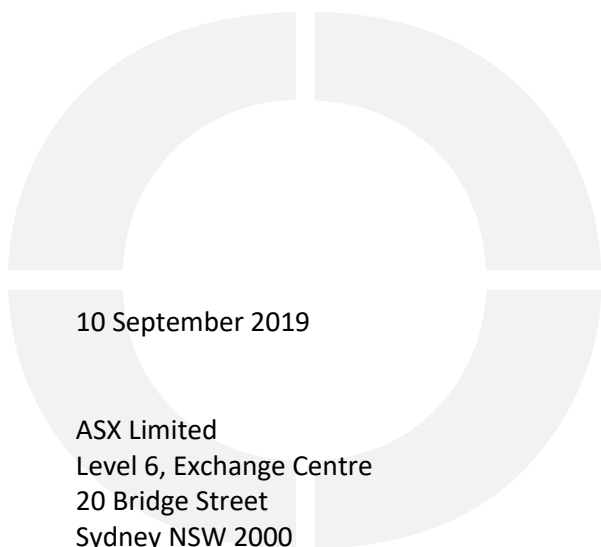 10 September 2019
ASX Limited
Level 6, Exchange Centre
20 Bridge Street
Sydney NSW 2000